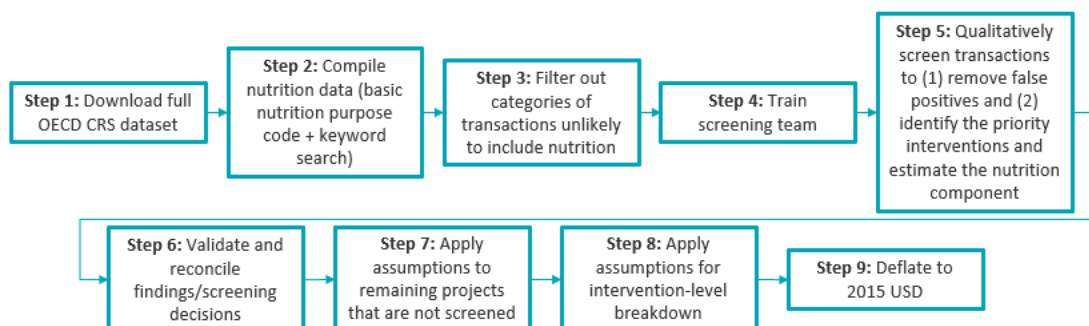 Step 1: Download full
OECD CRS dataset
Step 2: Compile
nutrition data (basic
nutrition purpose
code + keyword
search)
Step 3: Filter out
categories of
transactions unlikely
to include nutrition
Step 4: Train
screening team
Step 5: Qualitatively
screen transactions
to (1) remove false
positives and (2)
identify the priority
interventions and
estimate the nutrition
component
Step 6: Validate and
reconcile
findings/screening
decisions
Step 7: Apply
assumptions to
remaining projects
that are not screened
Step 8: Apply
assumptions for
intervention-level
breakdown
Step 9: Deflate to
2015 USD